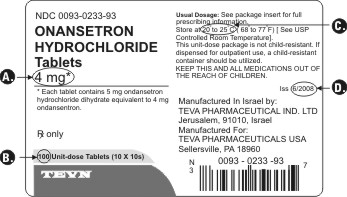 NDC 0093-0233-93
ONANSETRON
HYDROCHLORIDE
Tablets
A.
4 mg*
* Each tablet contains 5 mg ondansetron
hydrochloride dihydrate equivalent to 4 mg
ondansentron.
℞ only
B.
100 Unit-dose Tablets (10 X 10s)
TEVN
Usual Dosage: See package insert for full
prescribing information.
C.
Store at 20 to 25 C ( 68 to 77 F) [ See USP
Controlled Room Temperature].
This unit-dose package is not child-resistant. If
dispensed for outpatient use, a child-resistant
container should be utilized.
KEEP THIS AND ALL MEDICATIONS OUT OF
THE REACH OF CHILDREN.
Iss 6/2008
D.
Manufactured In Israel by:
TEVA PHARMACEUTICAL IND. LTD
Jerusalem, 91010, Israel
Manufactured For:
TEVA PHARMACEUTICALS USA
Sellersville, PA 18960
N
3
0093 - 0233 -93
7